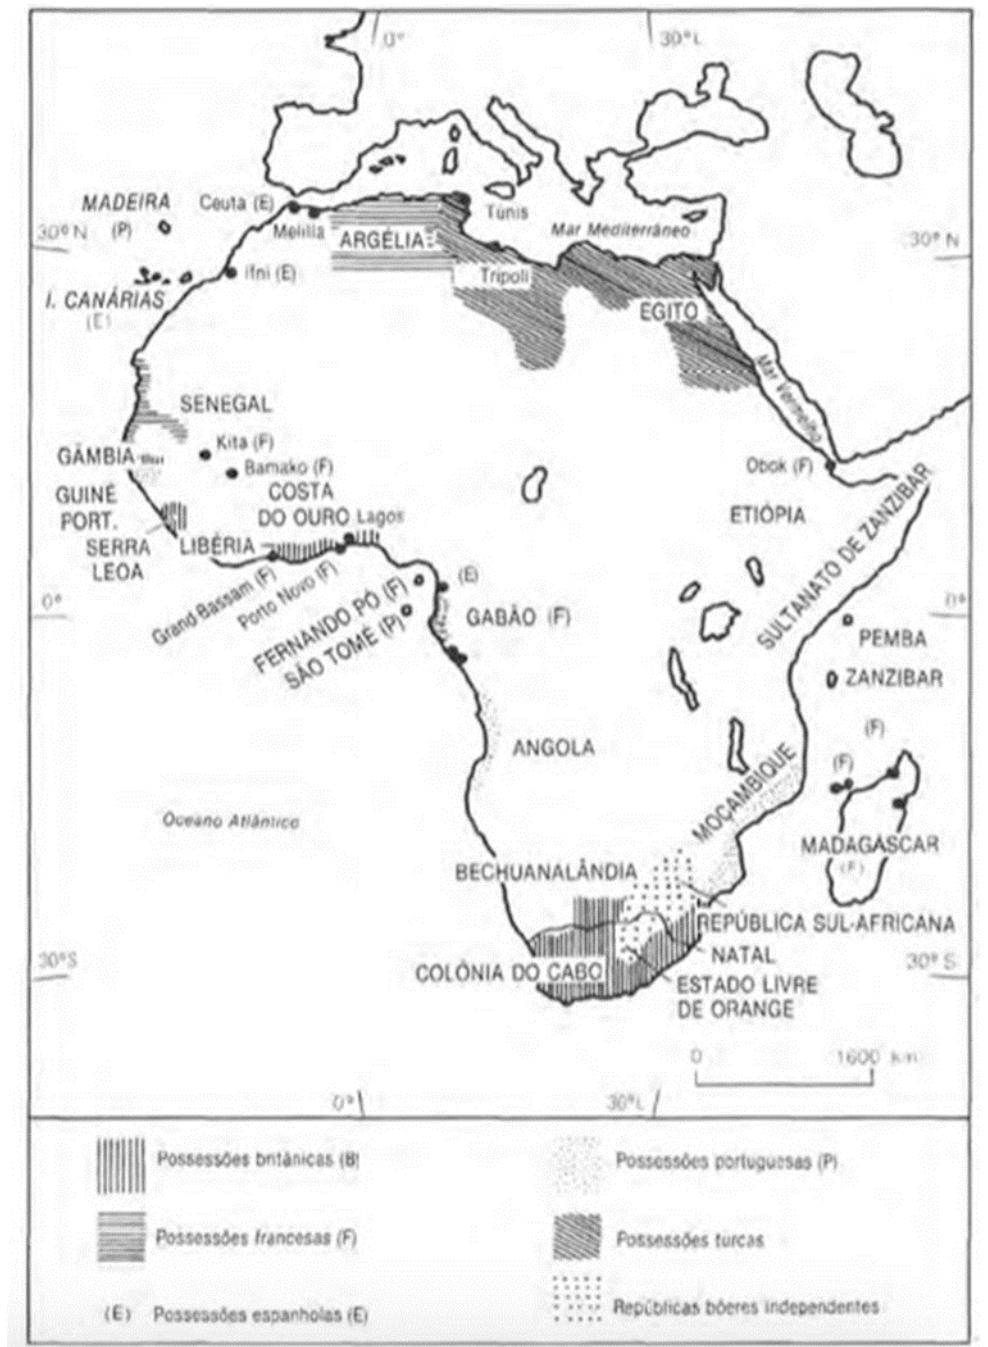 0°
30°L
MADEIRA
(P)
Ceuta (E)
Melilla
ARGÉLIA
Túnis
Mar Mediterrâneo
30° N
30° N
Ifni (E)
I. CANÁRIAS
(E)
Trípoli
EGITO
Mar Vermelho
SENEGAL
Kita (F)
GÂMBIA
Bamako (F)
Obok (F)
GUINÉ
PORT.
COSTA
DO OURO
Lagos
ETIÓPIA
SERRA
LEOA
LIBÉRIA
SULTANATO DE ZANZIBAR
Grand Bassam (F)
Porto Novo (F)
(E)
0°
0°
FERNANDO PÓ (F)
SÃO TOMÉ (P)
GABÃO (F)
PEMBA
ZANZIBAR
(F)
ANGOLA
(F)
MOÇAMBIQUE
Oceano Atlântico
MADAGASCAR
(F)
BECHUANALÂNDIA
REPÚBLICA SUL-AFRICANA
NATAL
30°S
30° S
COLÔNIA DO CABO
ESTADO LIVRE
DE ORANGE
0
1600 km
0°
30°L
Possessões britânicas (B)
Possessões portuguesas (P)
Possessões francesas (F)
Possessões turcas
(E) Possessões espanholas (E)
Repúblicas bôeres independentes